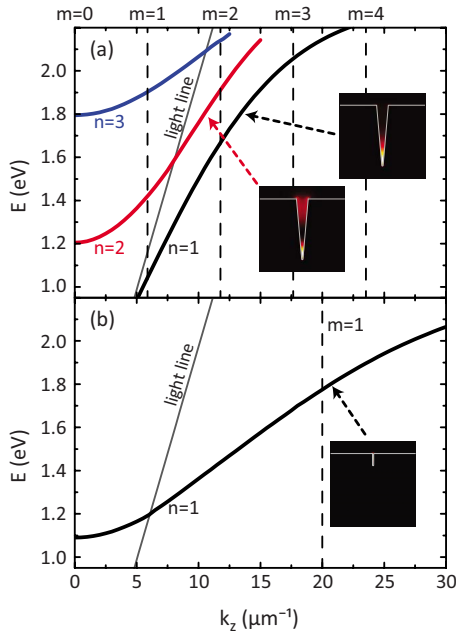 m=0 m=1 m=2 m=3 m=4
(a)
2.0
n=3
1.8
light line
1.6
E (eV)
1.4
n=2
n=1
1.2
1.0
(b)
2.0
m=1
light line
1.8
1.6
E (eV)
1.4
n=1
1.2
1.0
0 5 10 15 20 25 30
k_z (μm⁻¹)